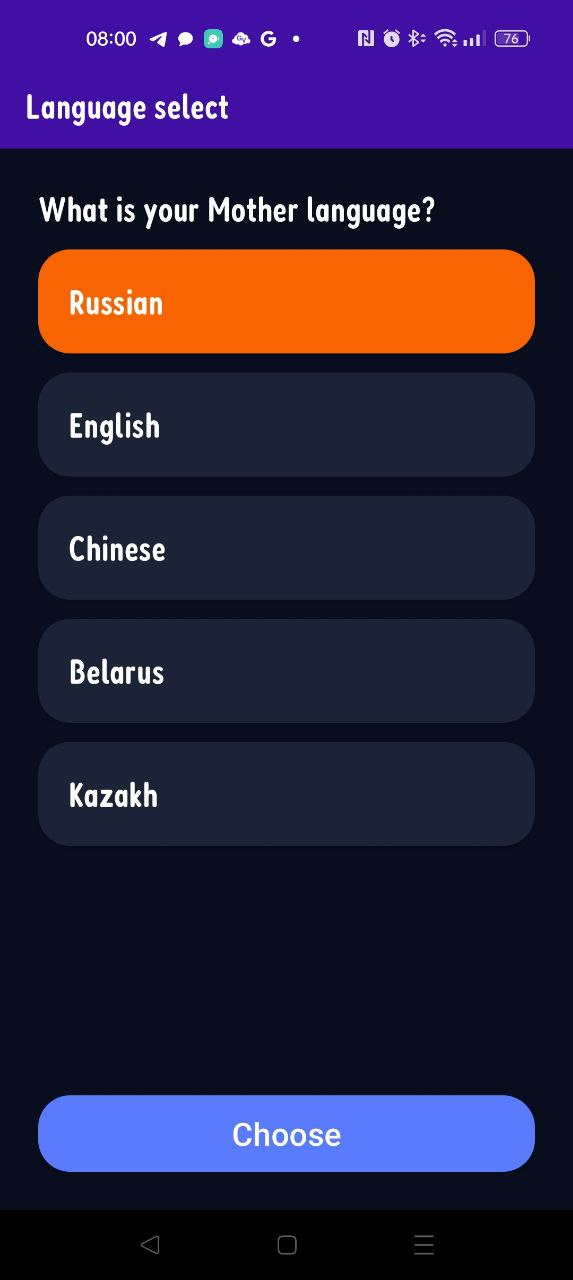 08:00
76
Language select
What is your Mother language?
Russian
English
Chinese
Belarus
Kazakh
Choose